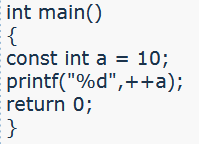 int main()
{
const int a = 10;
printf("%d",++a);
return 0;
}